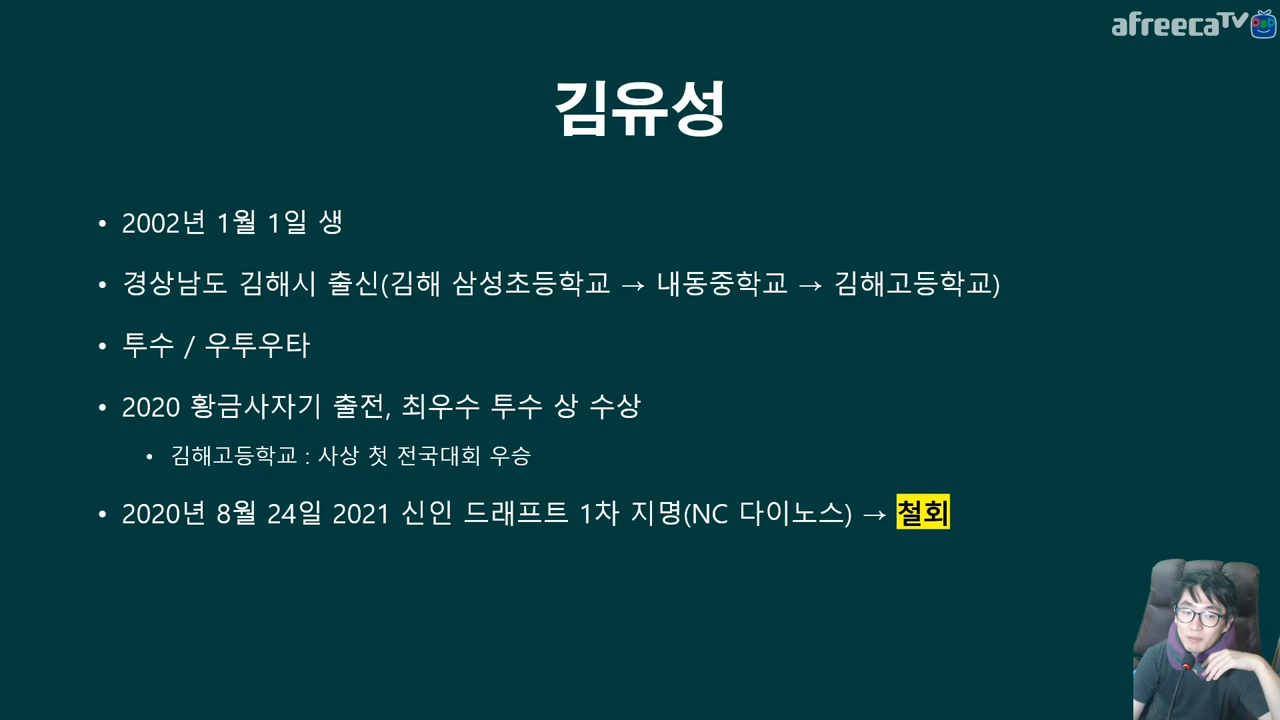 afreecaTV
김유성
• 2002년 1월 1일 생
• 경상남도 김해시 출신(김해 삼성초등학교 → 내동중학교 → 김해고등학교)
• 투수 / 우투우타
• 2020 황금사자기 출전, 최우수 투수 상 수상
• 김해고등학교 : 사상 첫 전국대회 우승
• 2020년 8월 24일 2021 신인 드래프트 1차 지명(NC 다이노스) → 철회